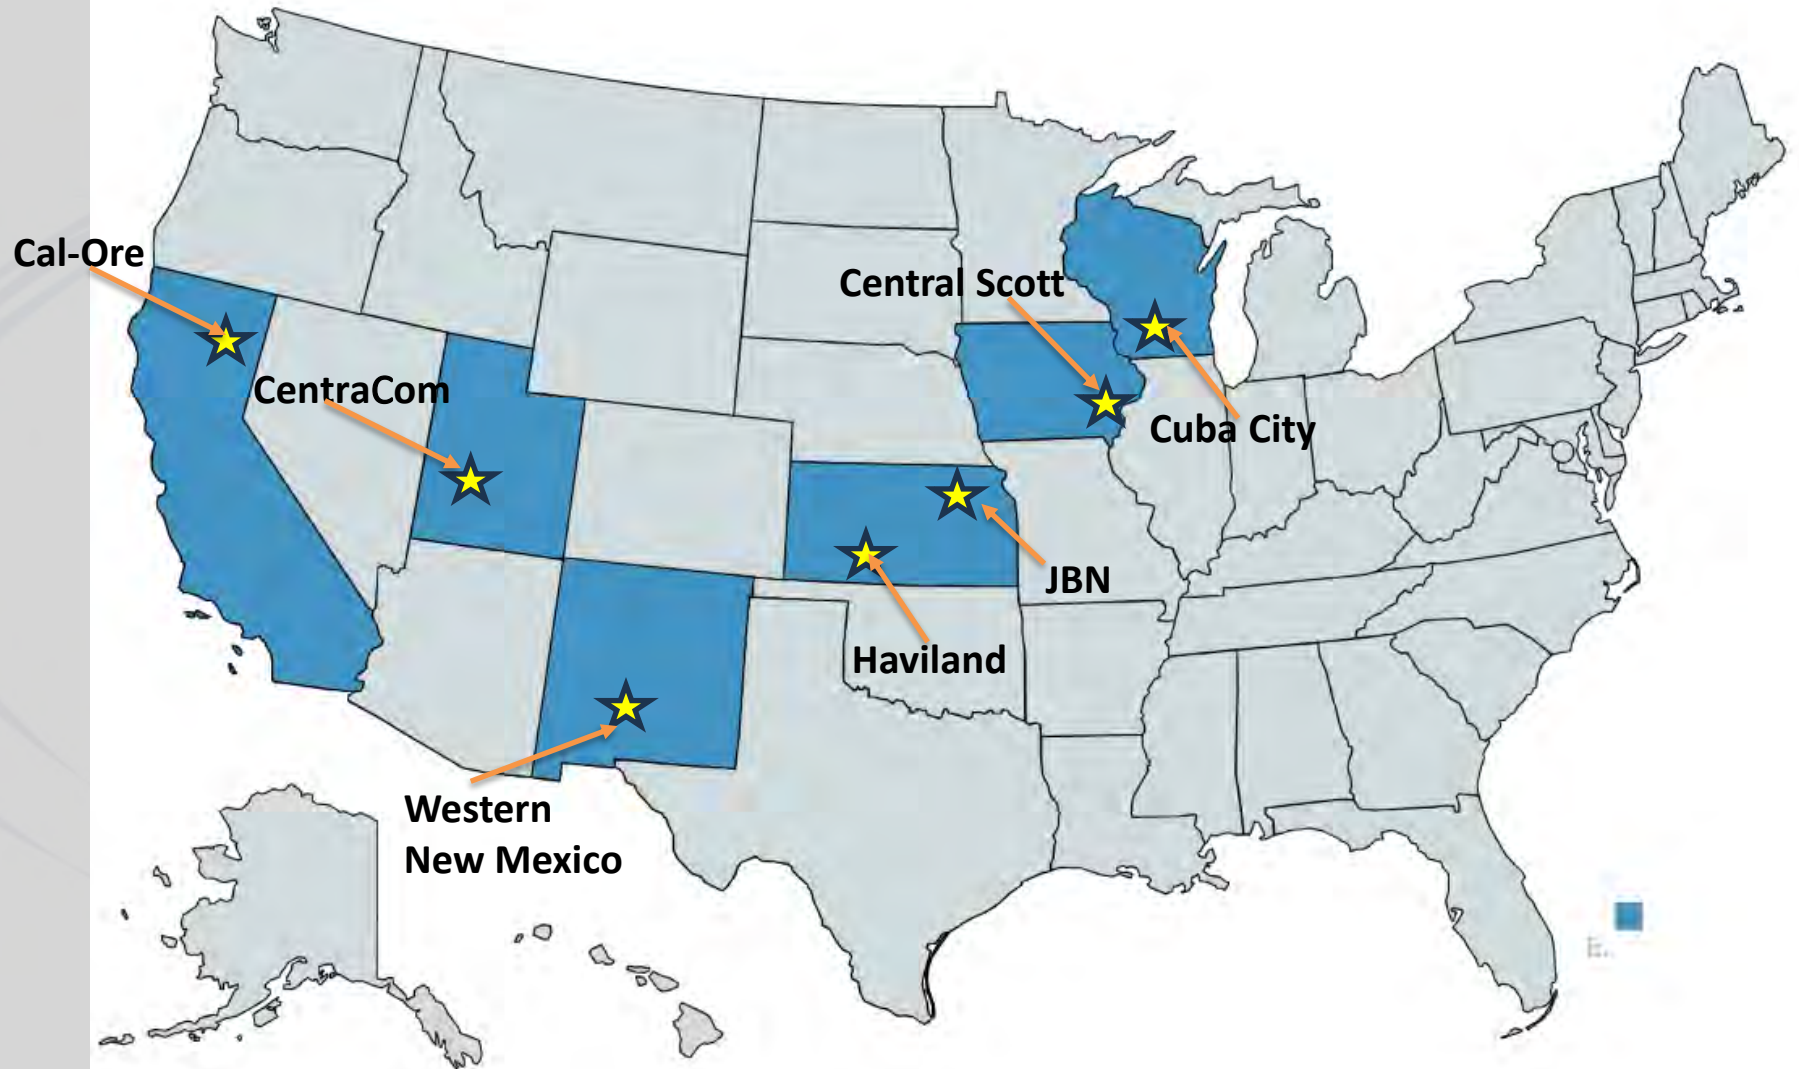 Cal-Ore
Central Scott
CentraCom
Cuba City
JBN
Haviland
Western
New Mexico